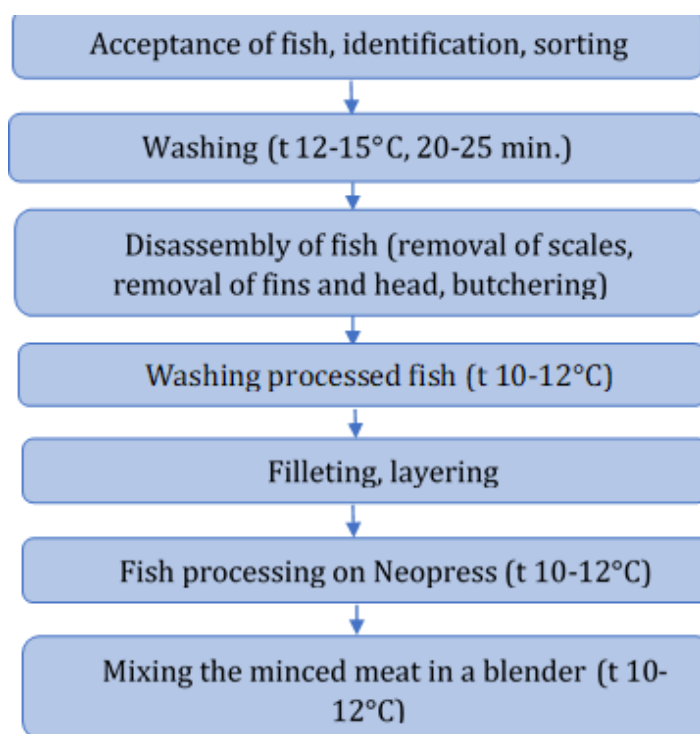 Acceptance of fish, identification, sorting
Washing (t 12-15°C, 20-25 min.)
Disassembly of fish (removal of scales,
removal of fins and head, butchering)
Washing processed fish (t 10-12°C)
Filleting, layering
Fish processing on Neopress (t 10-12°C)
Mixing the minced meat in a blender (t 10-
12°C)